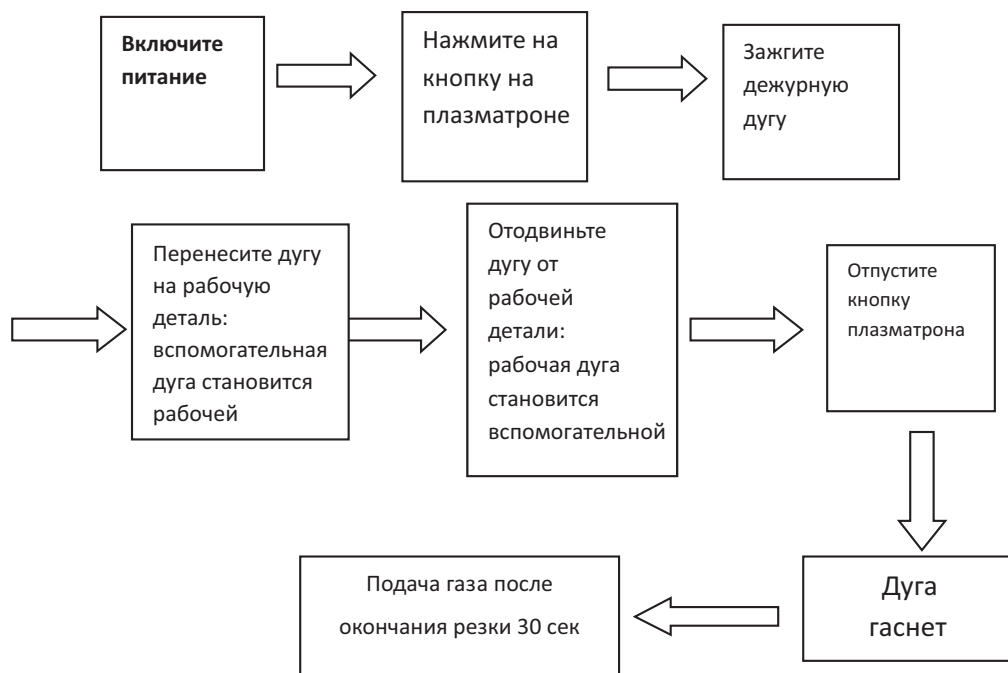 Включите
питание
Нажмите на
кнопку на
плазматроне
Зажгите
дежурную
дугу
Перенесите дугу
на рабочую
деталь:
вспомогательная
дуга становится
рабочей
Отодвиньте
дугу от
рабочей
детали:
рабочая дуга
становится
вспомогательной
Отпустите
кнопку
плазматрона
Дуга
гаснет
Подача газа после
окончания резки 30 сек